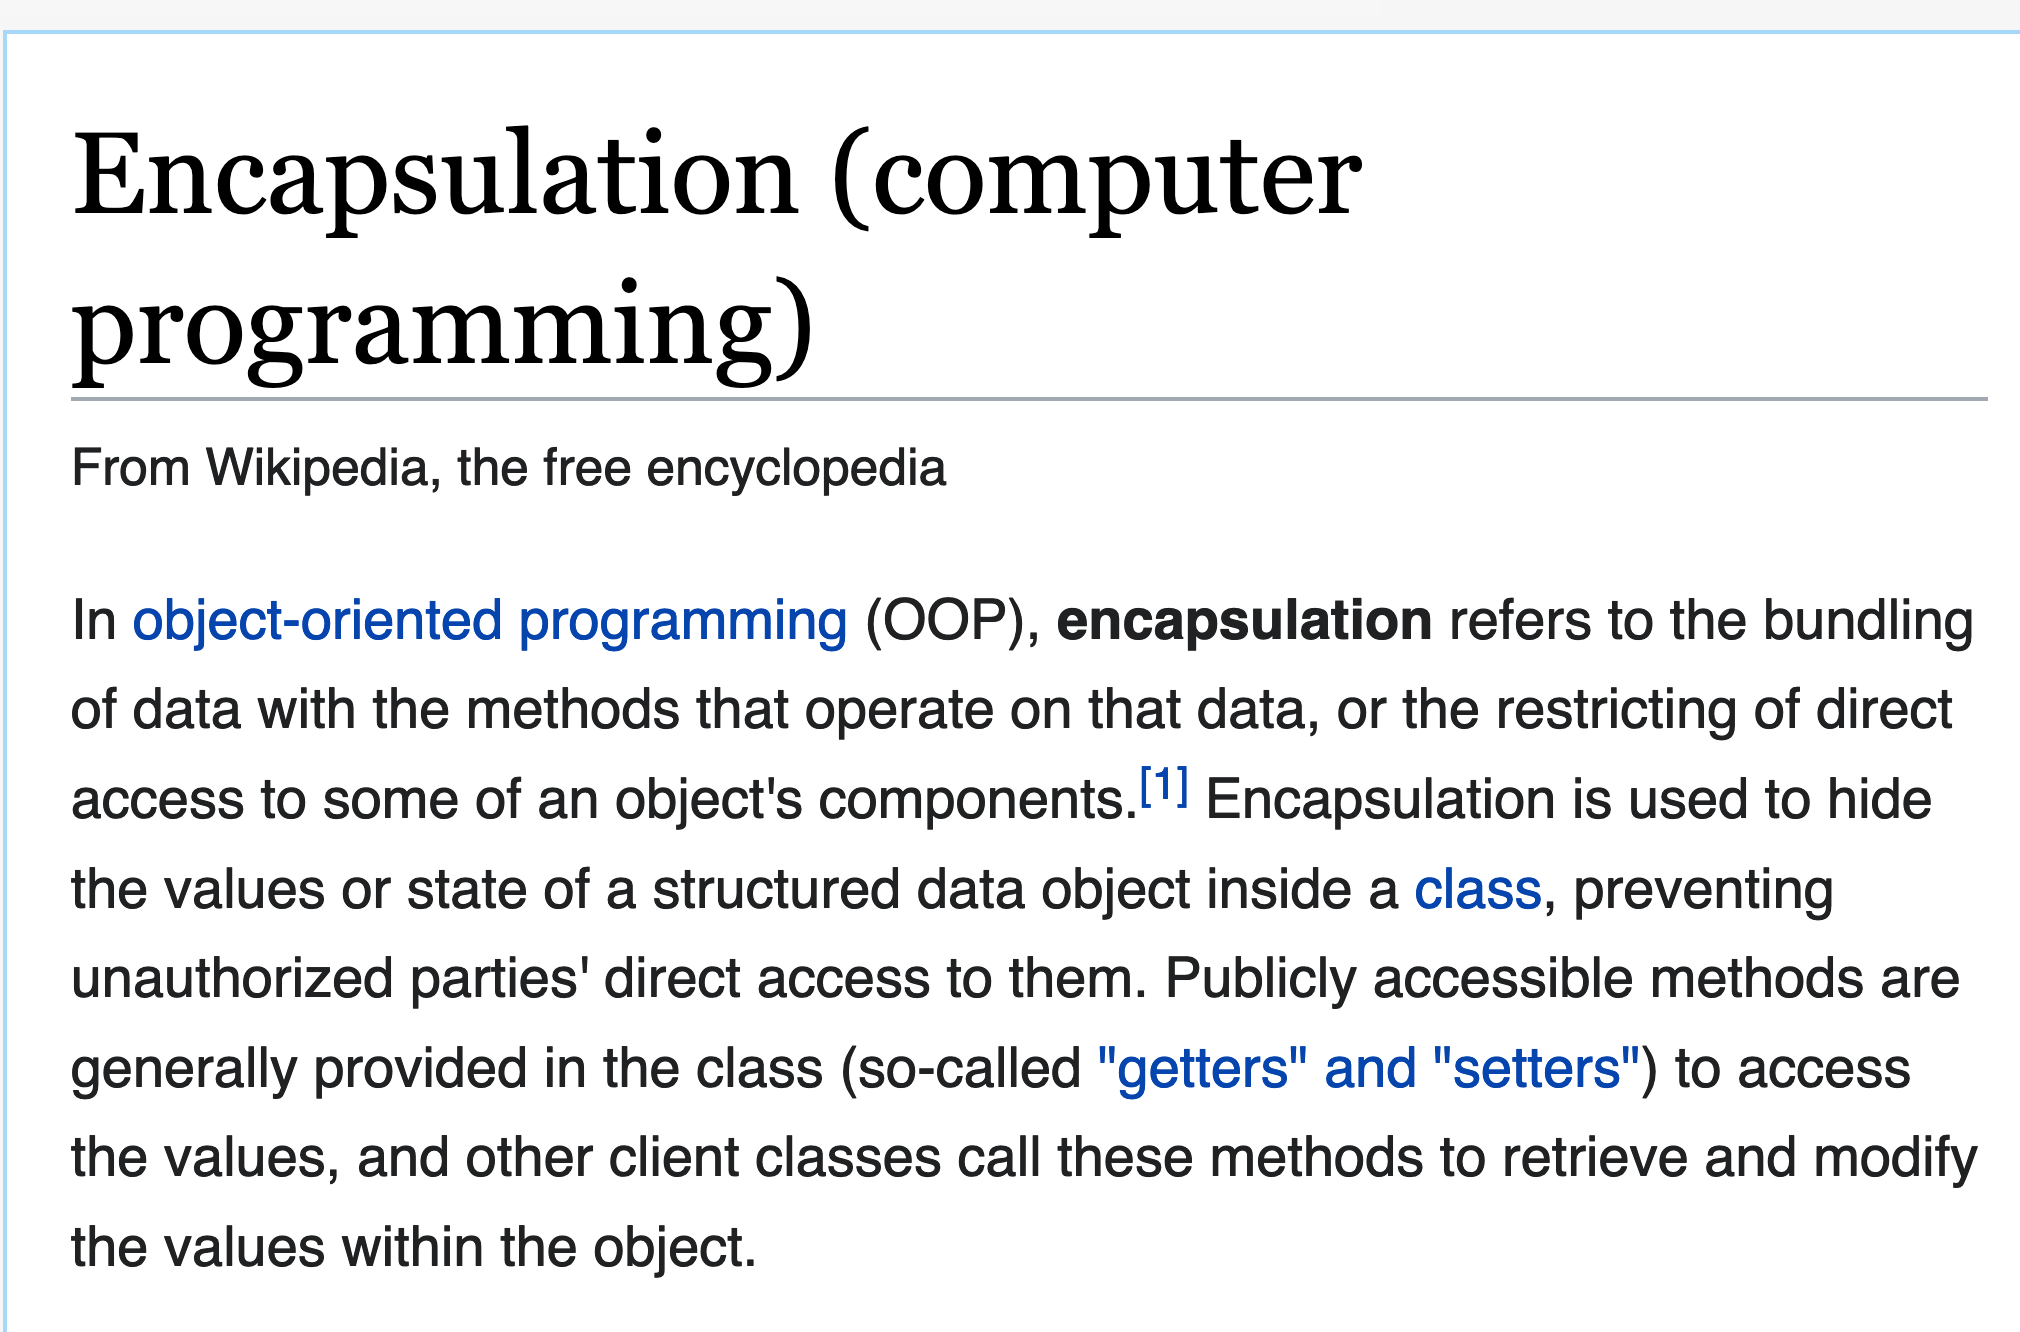 Encapsulation (computer
programming)
From Wikipedia, the free encyclopedia
In object-oriented programming (OOP), encapsulation refers to the bundling
of data with the methods that operate on that data, or the restricting of direct
access to some of an object's components.[1] Encapsulation is used to hide
the values or state of a structured data object inside a class, preventing
unauthorized parties' direct access to them. Publicly accessible methods are
generally provided in the class (so-called "getters" and "setters") to access
the values, and other client classes call these methods to retrieve and modify
the values within the object.